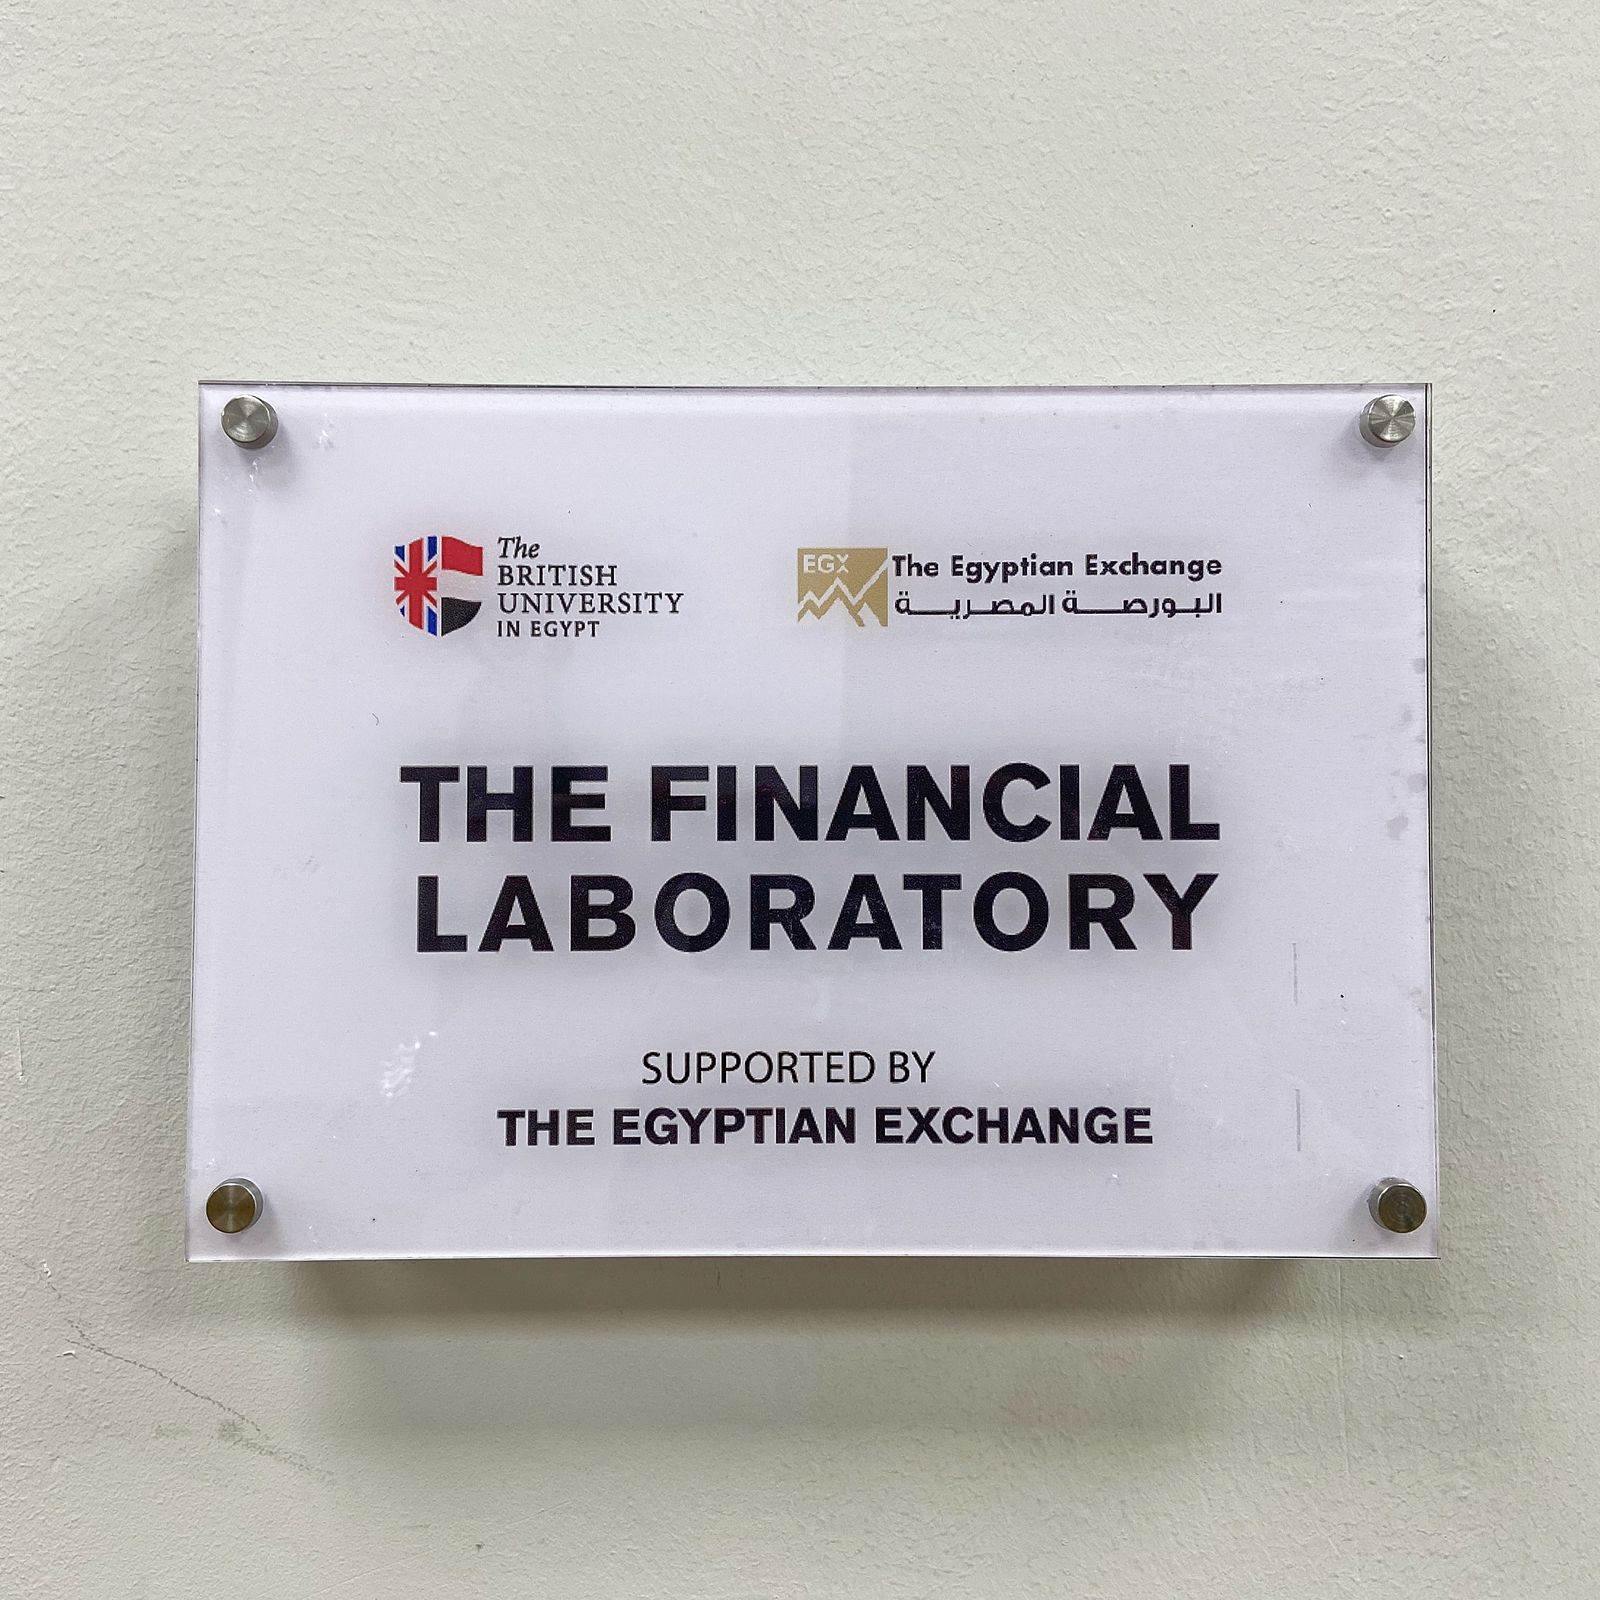 The
BRITISH
UNIVERSITY
IN EGYPT
EGX
The Egyptian Exchange
البورصة المصرية
THE FINANCIAL
LABORATORY
SUPPORTED BY
THE EGYPTIAN EXCHANGE